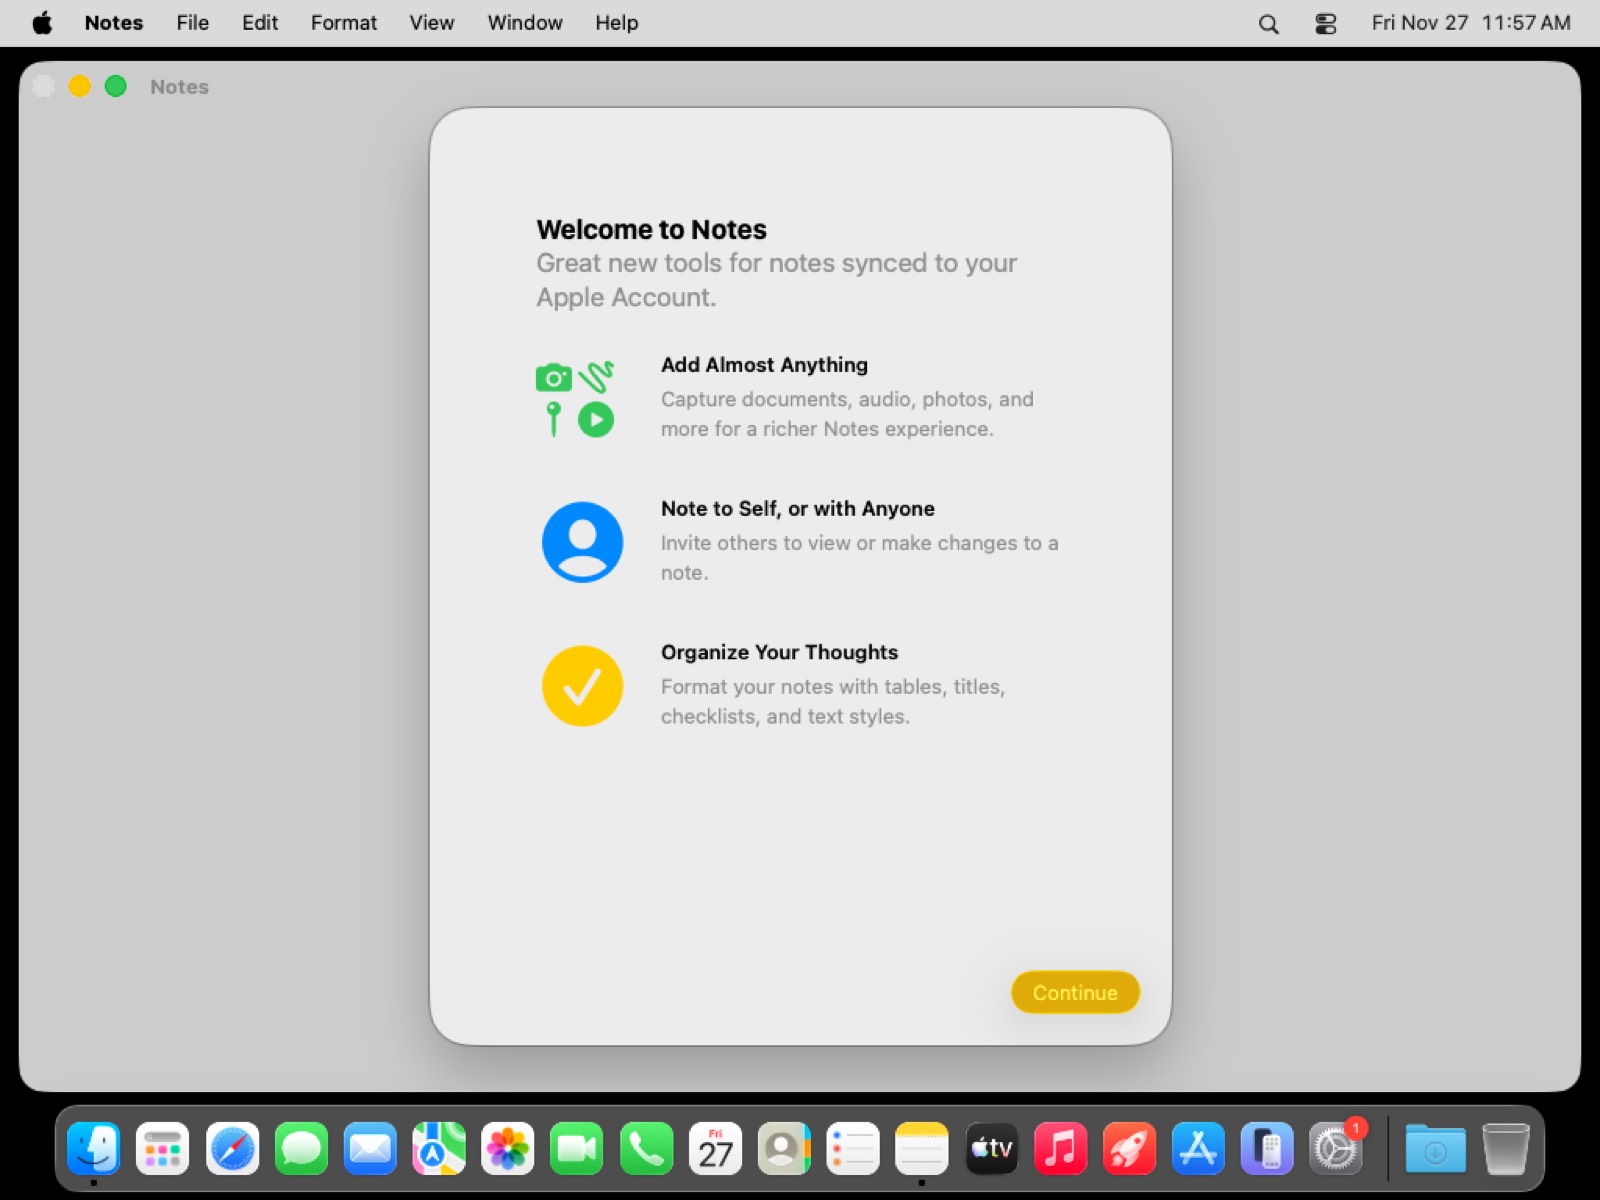 Notes File Edit Format View Window Help Fri Nov 27 11:57 AM
Notes
Welcome to Notes
Great new tools for notes synced to your
Apple Account.
Add Almost Anything
Capture documents, audio, photos, and
more for a richer Notes experience.
Note to Self, or with Anyone
Invite others to view or make changes to a
note.
Organize Your Thoughts
Format your notes with tables, titles,
checklists, and text styles.
Continue
Fri
27
tv
1